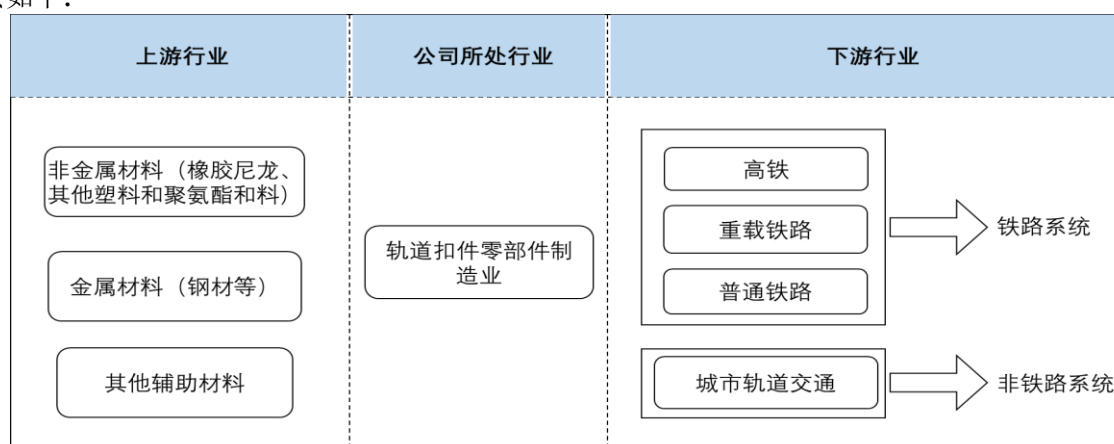 如下：
上游行业
公司所处行业
下游行业
非金属材料（橡胶尼龙、
其他塑料和聚氨酯和料）
金属材料（钢材等）
其他辅助材料
轨道扣件零部件制
造业
高铁
重载铁路
普通铁路
铁路系统
城市轨道交通
非铁路系统